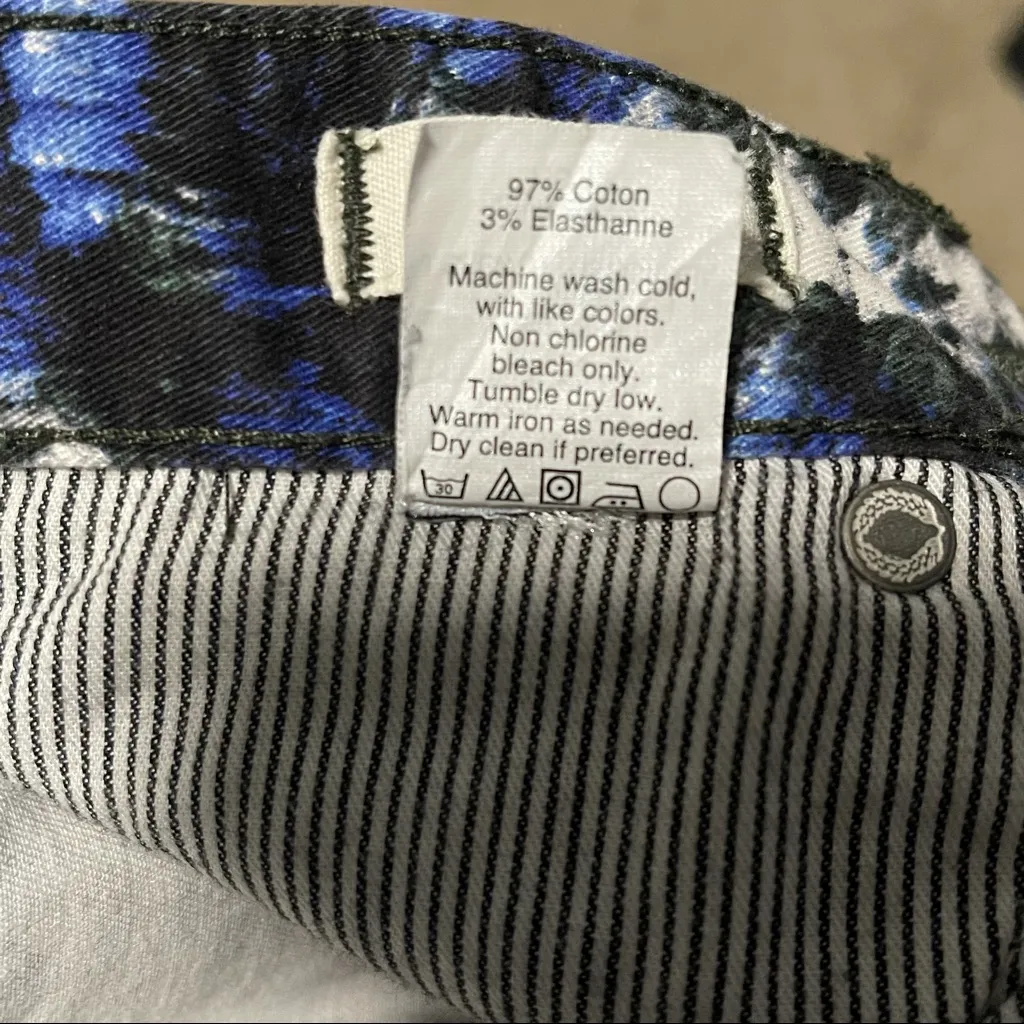 97% Coton
3% Elasthanne
Machine wash cold,
with like colors.
Non chlorine
bleach only.
Tumble dry low.
Warm iron as needed.
Dry clean if preferred.
30